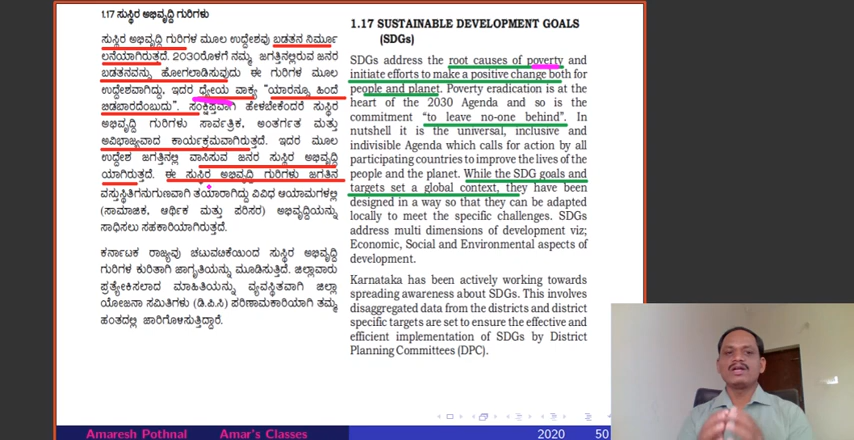 1.17 ಸುಸ್ಥಿರ ಅಭಿವೃದ್ಧಿ ಗುರಿಗಳು
ಸುಸ್ಥಿರ ಅಭಿವೃದ್ಧಿ ಗುರಿಗಳ ಮೂಲ ಉದ್ದೇಶವು ಬಡತನ ನಿರ್ಮೂ
ಲನೆಯಾಗಿರುತ್ತದೆ. 2030ರೊಳಗೆ ನಮ್ಮ ಜಗತ್ತಿನಲ್ಲಿರುವ ಜನರ
ಬಡತನವನ್ನು ಹೋಗಲಾಡಿಸುವುದು ಈ ಗುರಿಗಳ ಮೂಲ
ಉದ್ದೇಶವಾಗಿದ್ದು, ಇದರ ಧ್ಯೇಯ ವಾಕ್ಯ "ಯಾರನ್ನೂ ಹಿಂದೆ
ಬಿಡಬಾರದೆಂಬುದು". ಸಂಕ್ಷಿಪ್ತವಾಗಿ ಹೇಳಬೇಕೆಂದರೆ ಸುಸ್ಥಿರ
ಅಭಿವೃದ್ಧಿ ಗುರಿಗಳು ಸಾರ್ವತ್ರಿಕ, ಅಂತರ್ಗತ ಮತ್ತು
ಅವಿಭಾಜ್ಯವಾದ ಕಾರ್ಯಕ್ರಮವಾಗಿರುತ್ತದೆ. ಇದರ ಮೂಲ
ಉದ್ದೇಶ ಜಗತ್ತಿನಲ್ಲಿ ವಾಸಿಸುವ ಜನರ ಸುಸ್ಥಿರ ಅಭಿವೃದ್ಧಿ
ಯಾಗಿರುತ್ತದೆ. ಈ ಸುಸ್ಥಿರ ಅಭಿವೃದ್ಧಿ ಗುರಿಗಳು ಜಗತಿನ
ವಸ್ತುಸ್ಥಿತಿಗನುಗುಣವಾಗಿ ತಯಾರಾಗಿದ್ದು ವಿವಿಧ ಆಯಾಮಗಳಲ್ಲಿ
(ಸಾಮಾಜಿಕ, ಆರ್ಥಿಕ ಮತ್ತು ಪರಿಸರ) ಅಭಿವೃದ್ಧಿಯನ್ನು
ಸಾಧಿಸಲು ಸಹಕಾರಿಯಾಗಿರುತ್ತದೆ.
ಕರ್ನಾಟಕ ರಾಜ್ಯವು ಚಟುವಟಿಕೆಯಿಂದ ಸುಸ್ಥಿರ ಅಭಿವೃದ್ಧಿ
ಗುರಿಗಳ ಕುರಿತಾಗಿ ಜಾಗೃತಿಯನ್ನು ಮೂಡಿಸುತ್ತಿದೆ. ಜಿಲ್ಲಾವಾರು
ಪ್ರತ್ಯೇಕಿಸಲಾದ ಮಾಹಿತಿಯನ್ನು ವ್ಯವಸ್ಥಿತವಾಗಿ ಜಿಲ್ಲಾ
ಯೋಜನಾ ಸಮಿತಿಗಳು (ಡಿ.ಪಿ.ಸಿ) ಪರಿಣಾಮಕಾರಿಯಾಗಿ ತಮ್ಮ
ಹಂತದಲ್ಲಿ ಜಾರಿಗೊಳಿಸುತ್ತಿದ್ದಾರೆ.
1.17 SUSTAINABLE DEVELOPMENT GOALS
(SDGs)
SDGs address the root causes of poverty and
initiate efforts to make a positive change both for
people and planet. Poverty eradication is at the
heart of the 2030 Agenda and so is the
commitment "to leave no-one behind". In
nutshell it is the universal, inclusive and
indivisible Agenda which calls for action by all
participating countries to improve the lives of the
people and the planet. While the SDG goals and
targets set a global context, they have been
designed in a way so that they can be adapted
locally to meet the specific challenges. SDGs
address multi dimensions of development viz;
Economic, Social and Environmental aspects of
development.
Karnataka has been actively working towards
spreading awareness about SDGs. This involves
disaggregated data from the districts and district
specific targets are set to ensure the effective and
efficient implementation of SDGs by District
Planning Committees (DPC).
Amaresh Pothnal Amar's Classes 2020 50